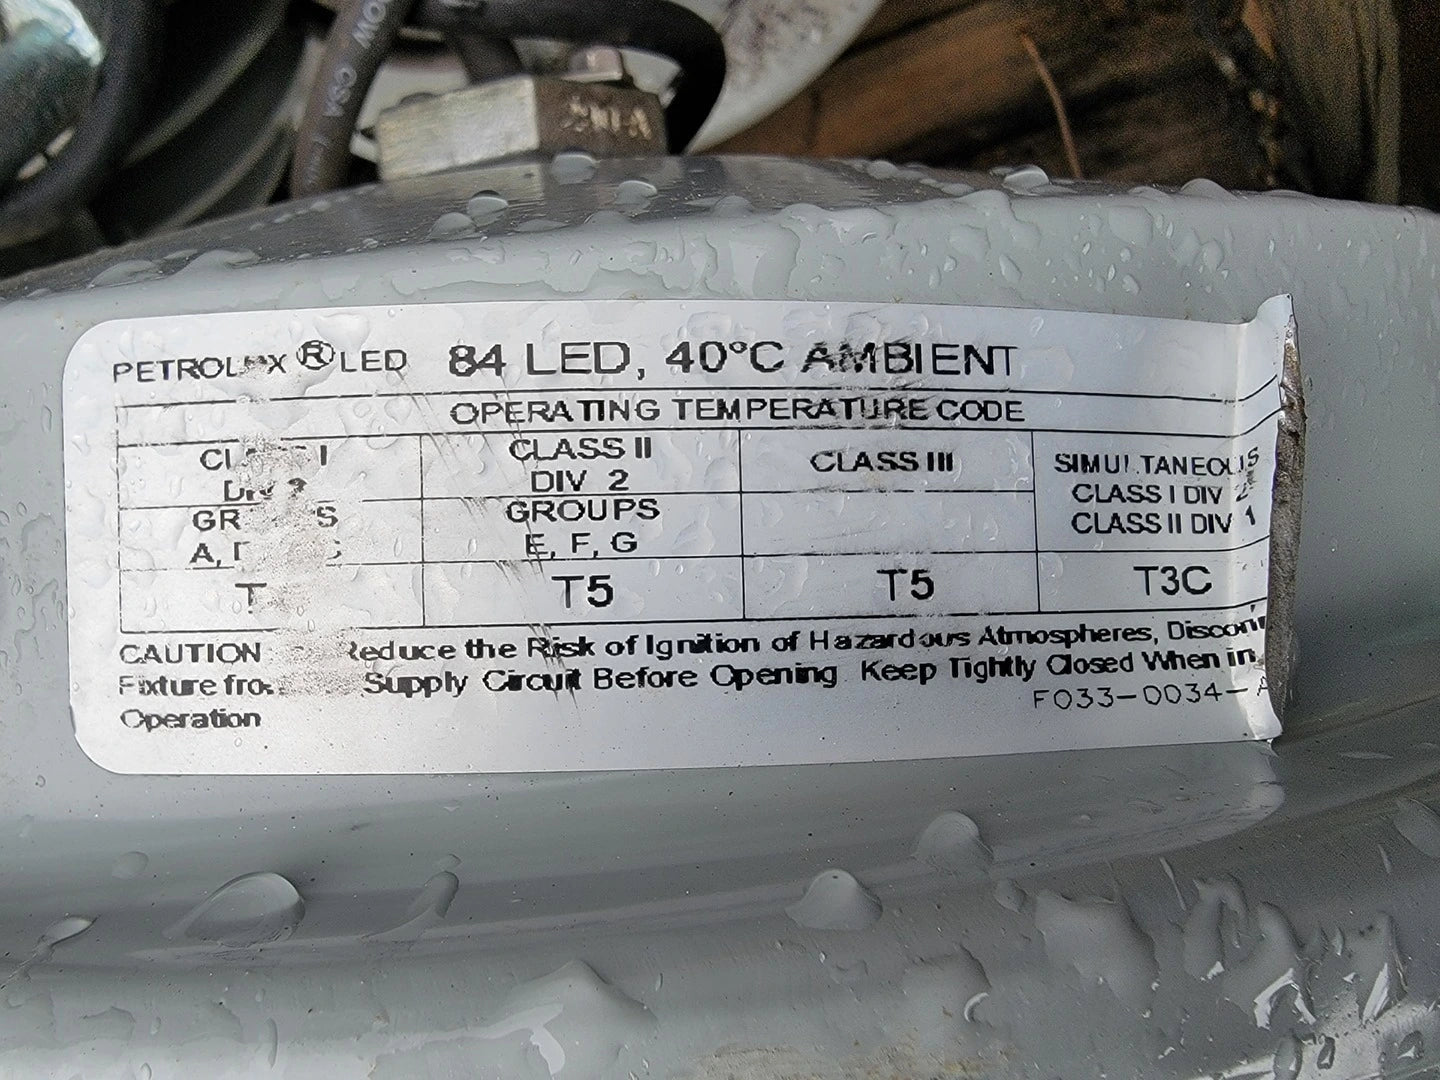 ® LED 84 LED, 40°C AMBIENT
OPERATING TEMPERATURE CODE
CLASS II
DIV 2
GROUPS
E, F, G
T5
CLASS III
T5
SIMULTANEOUS
CLASS I DIV 2
CLASS II DIV 1
T3C
CAUTION Reduce the Risk of Ignition of Hazardous Atmospheres,
Fixture Supply Circuit Before Opening Keep Tightly Closed When in
Operation
F033-0034-A